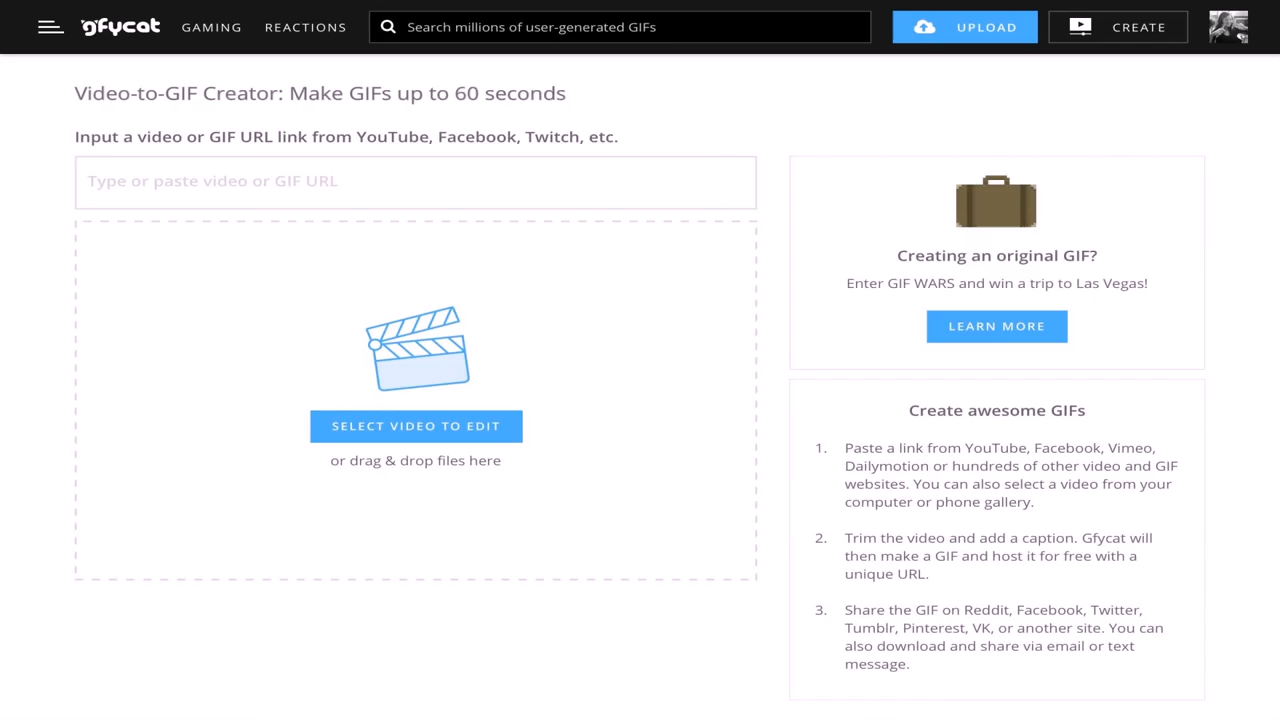 gfycat GAMING REACTIONS Search millions of user-generated GIFs UPLOAD CREATE
Video-to-GIF Creator: Make GIFs up to 60 seconds
Input a video or GIF URL link from YouTube, Facebook, Twitch, etc.
Type or paste video or GIF URL
SELECT VIDEO TO EDIT
or drag & drop files here
Creating an original GIF?
Enter GIF WARS and win a trip to Las Vegas!
LEARN MORE
Create awesome GIFs
1. Paste a link from YouTube, Facebook, Vimeo,
Dailymotion or hundreds of other video and GIF
websites. You can also select a video from your
computer or phone gallery.
2. Trim the video and add a caption. Gfycat will
then make a GIF and host it for free with a
unique URL.
3. Share the GIF on Reddit, Facebook, Twitter,
Tumblr, Pinterest, VK, or another site. You can
also download and share via email or text
message.